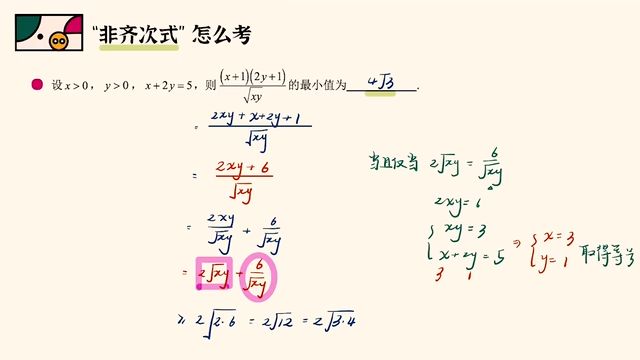 “非齐次式”怎么考
设 x>0，y>0，x+2y=5，则 (x+1)(2y+1)/√xy 的最小值为 4√3 .
= (2xy+x+2y+1)/√xy
= (2xy+6)/√xy
= 2xy/√xy + 6/√xy
= 2√xy + 6/√xy
≥ 2√2·6 = 2√12 = 2√3·4
当且仅当 2√xy = 6/√xy
2xy=6
{ xy=3
x+2y=5 ⇒ { x=3 y=1 取得等号
3 1